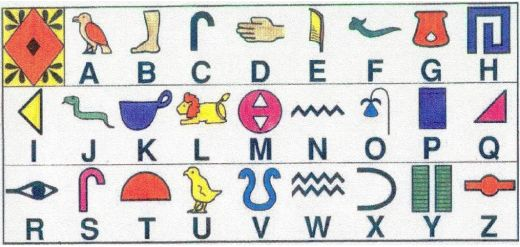 A B C D E F G H
I J K L M N O P Q
R S T U V W X Y Z